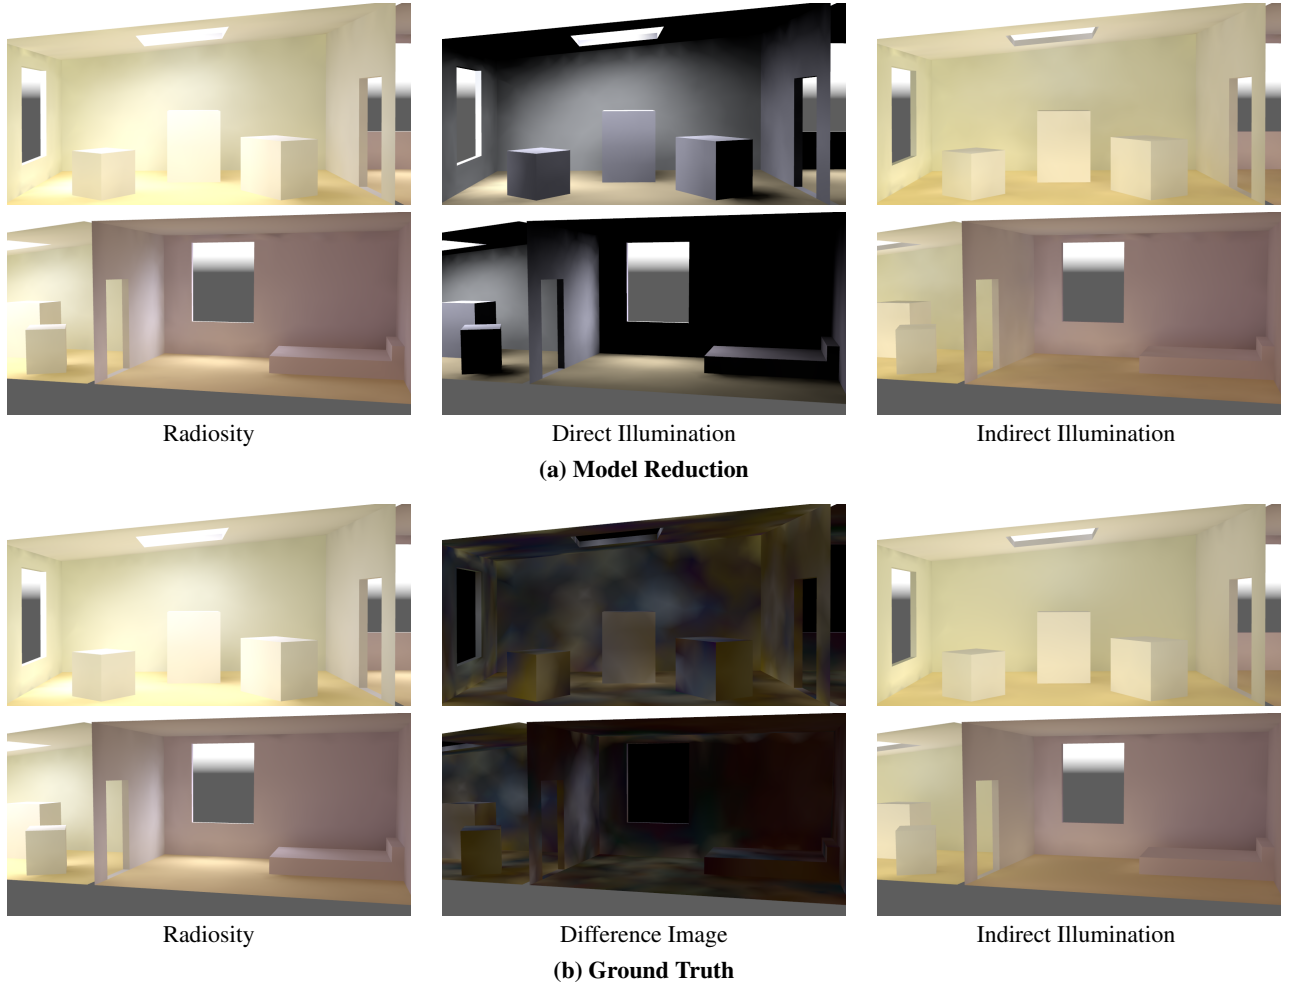 Radiosity
Direct Illumination
Indirect Illumination
(a) Model Reduction
Radiosity
Difference Image
Indirect Illumination
(b) Ground Truth